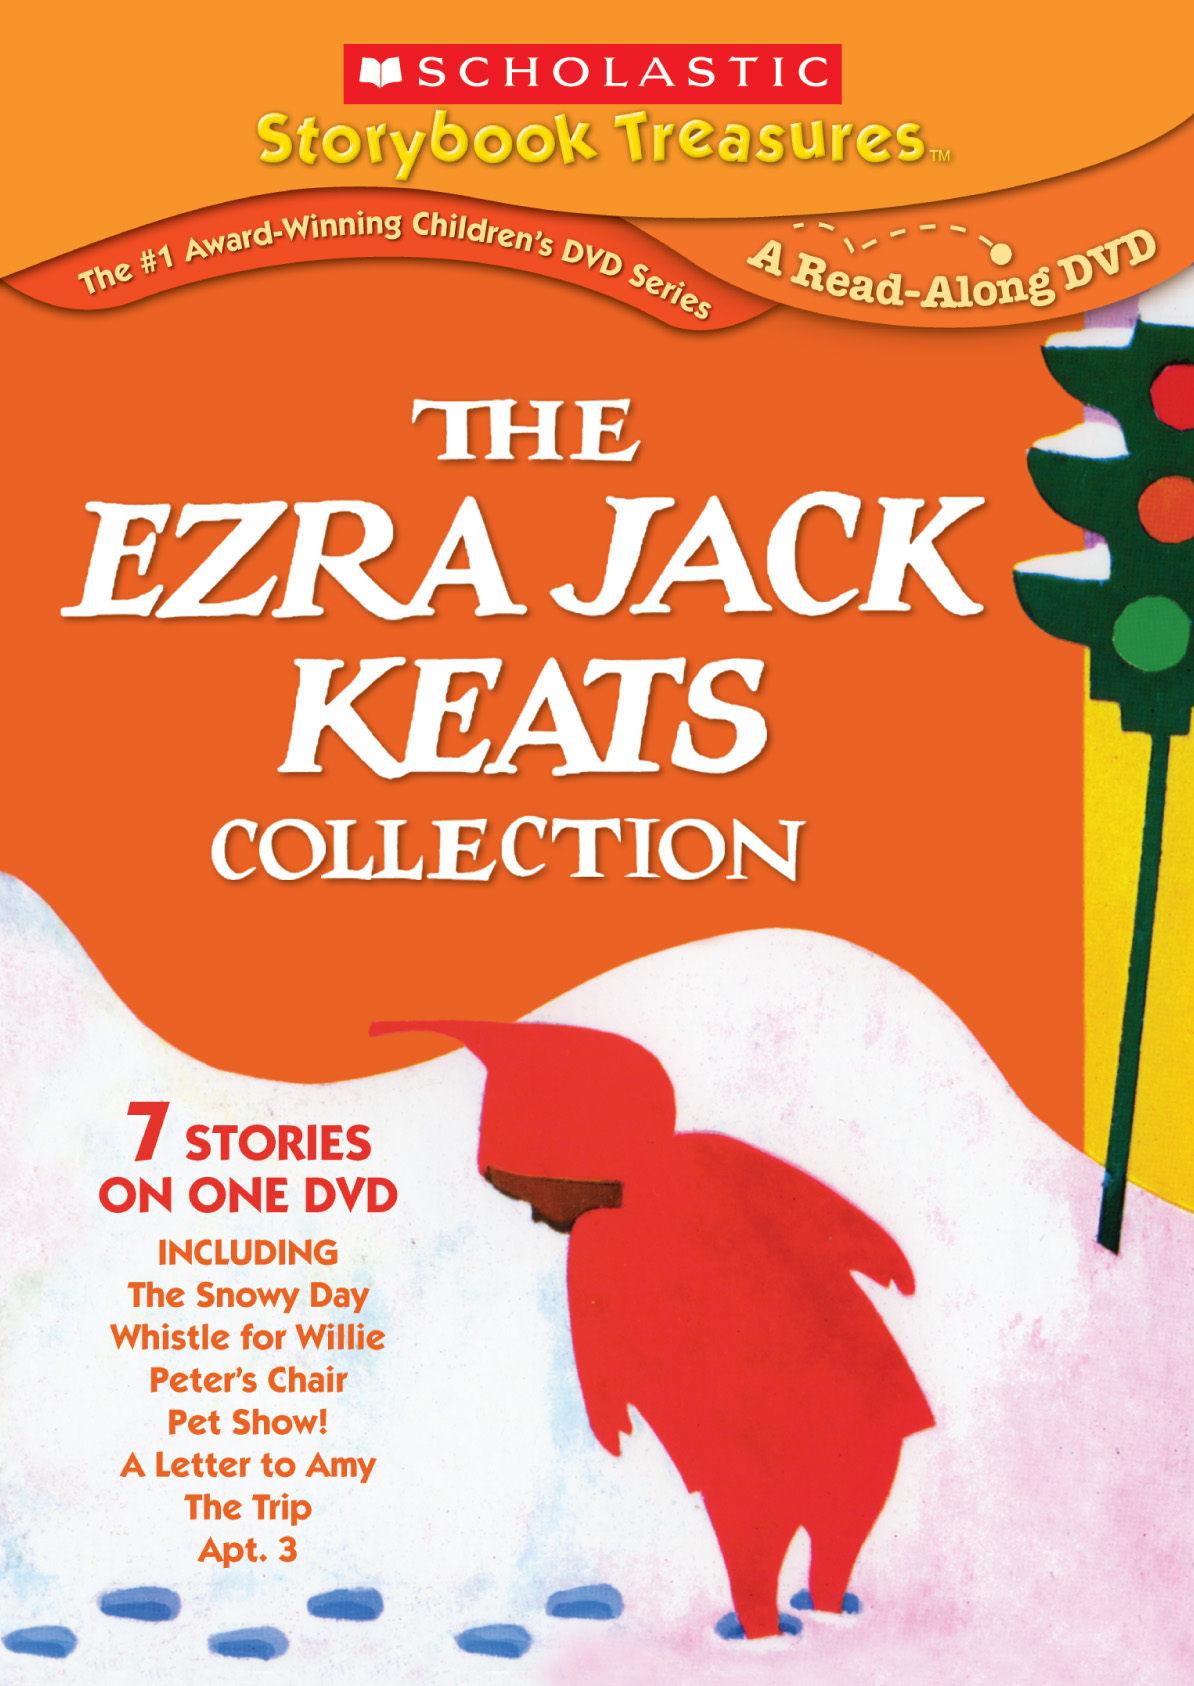 SCHOLASTIC
Storybook Treasures™
The #1 Award-Winning Children's DVD Series
A Read-Along DVD
THE
EZRA JACK
KEATS
COLLECTION
7 STORIES
ON ONE DVD
INCLUDING
The Snowy Day
Whistle for Willie
Peter's Chair
Pet Show!
A Letter to Amy
The Trip
Apt. 3